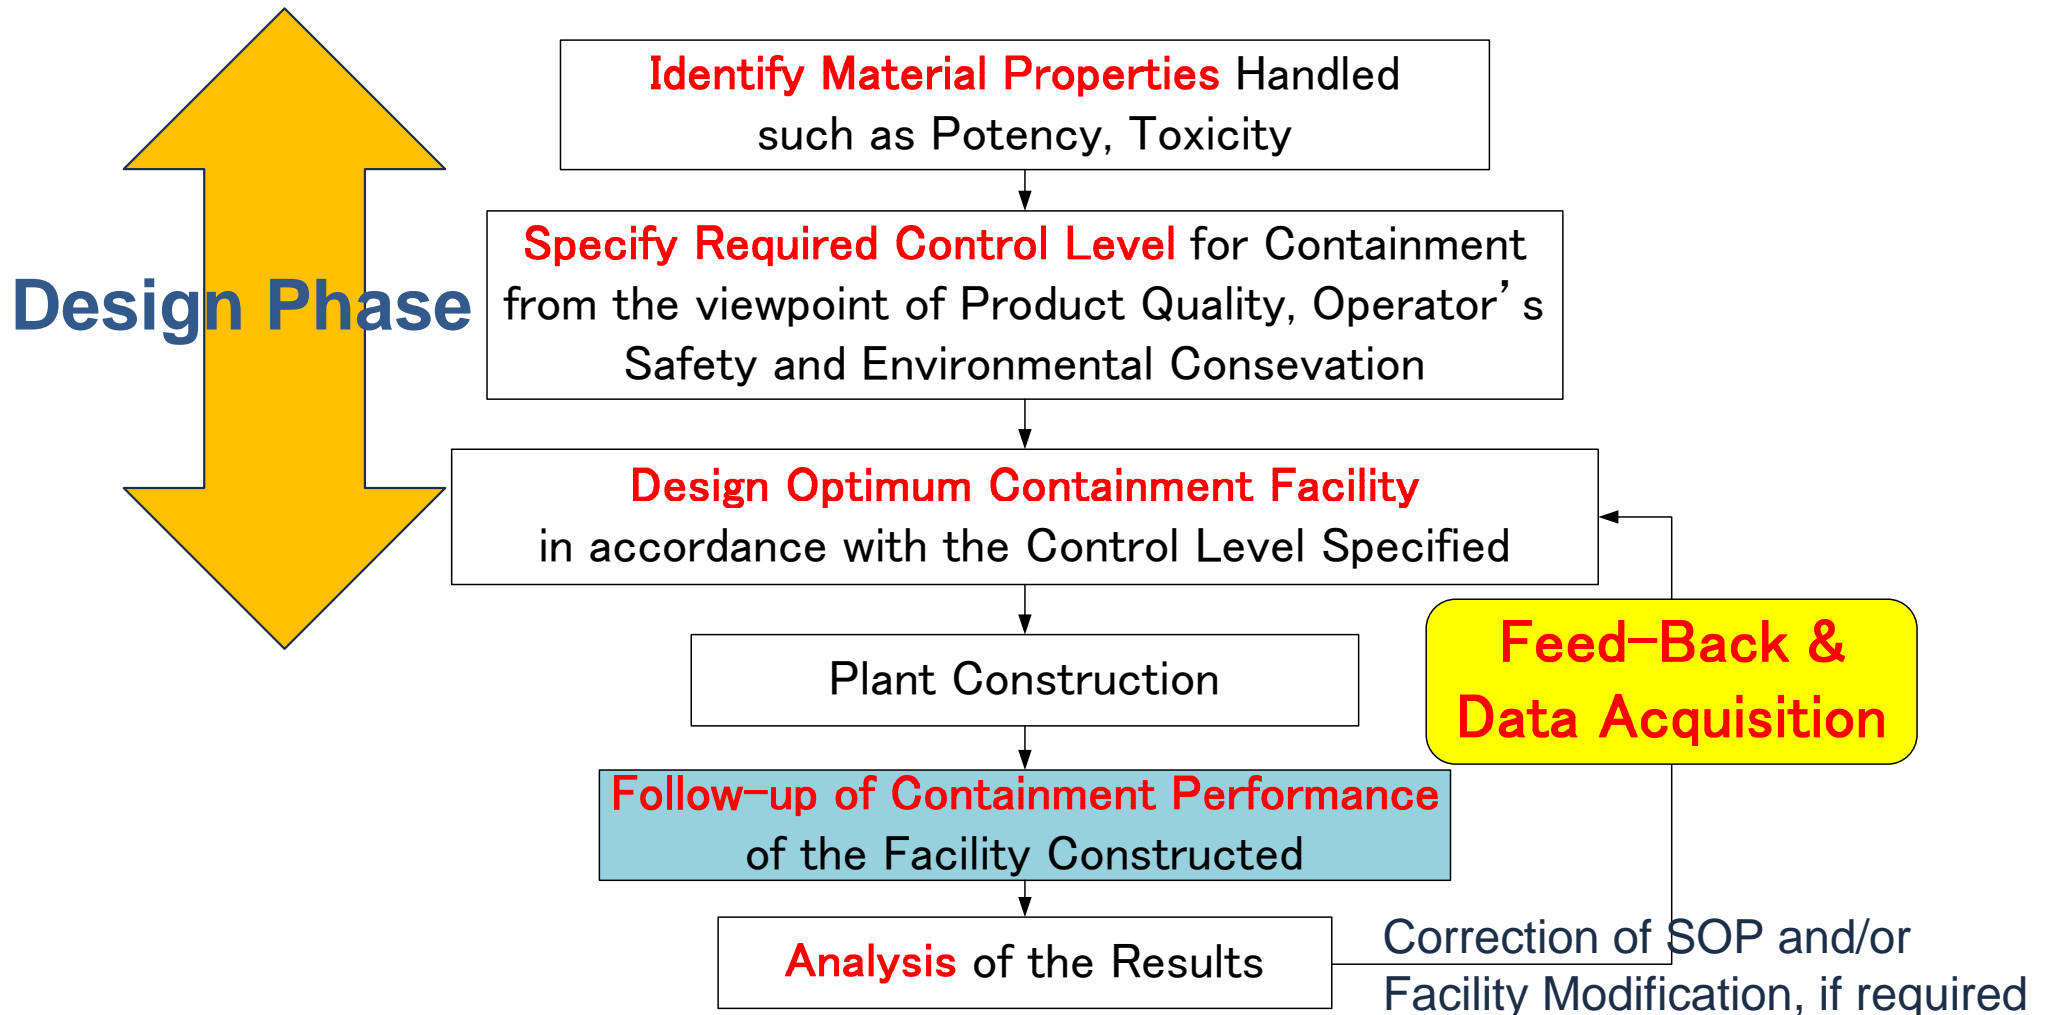 Identify Material Properties Handled
such as Potency, Toxicity
Specify Required Control Level for Containment
from the viewpoint of Product Quality, Operator’s
Safety and Environmental Consevation
Design Phase
Design Optimum Containment Facility
in accordance with the Control Level Specified
Plant Construction
Feed-Back &
Data Acquisition
Follow-up of Containment Performance
of the Facility Constructed
Analysis of the Results
Correction of SOP and/or
Facility Modification, if required